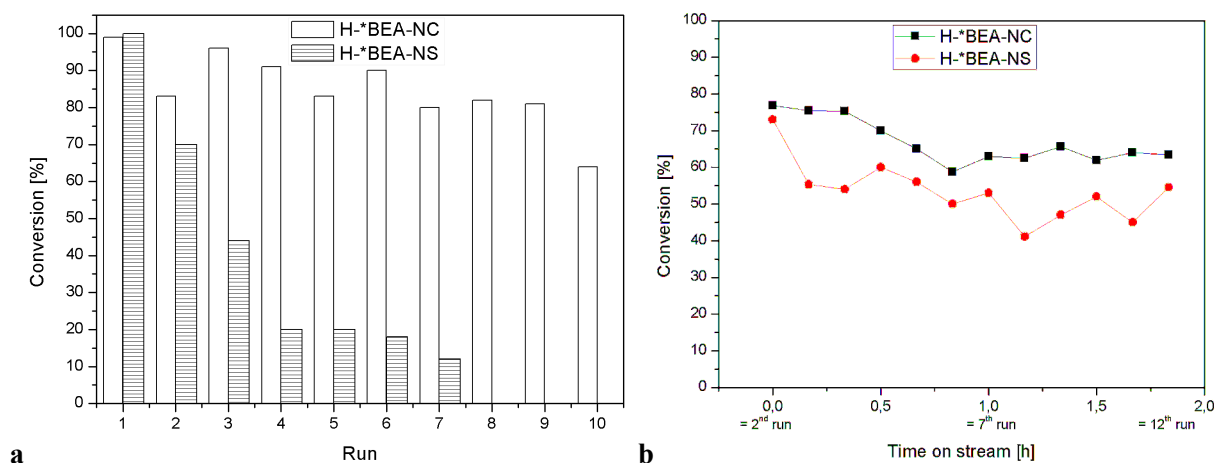 H-*BEA-NC
H-*BEA-NS
100
90
80
70
60
50
40
30
20
10
0
Conversion [%]
1 2 3 4 5 6 7 8 9 10
Run
a
H-*BEA-NC
H-*BEA-NS
100
90
80
70
60
50
40
30
20
10
0
Conversion [%]
0,0 0,5 1,0 1,5 2,0
= 2nd run = 7th run = 12th run
Time on stream [h]
b